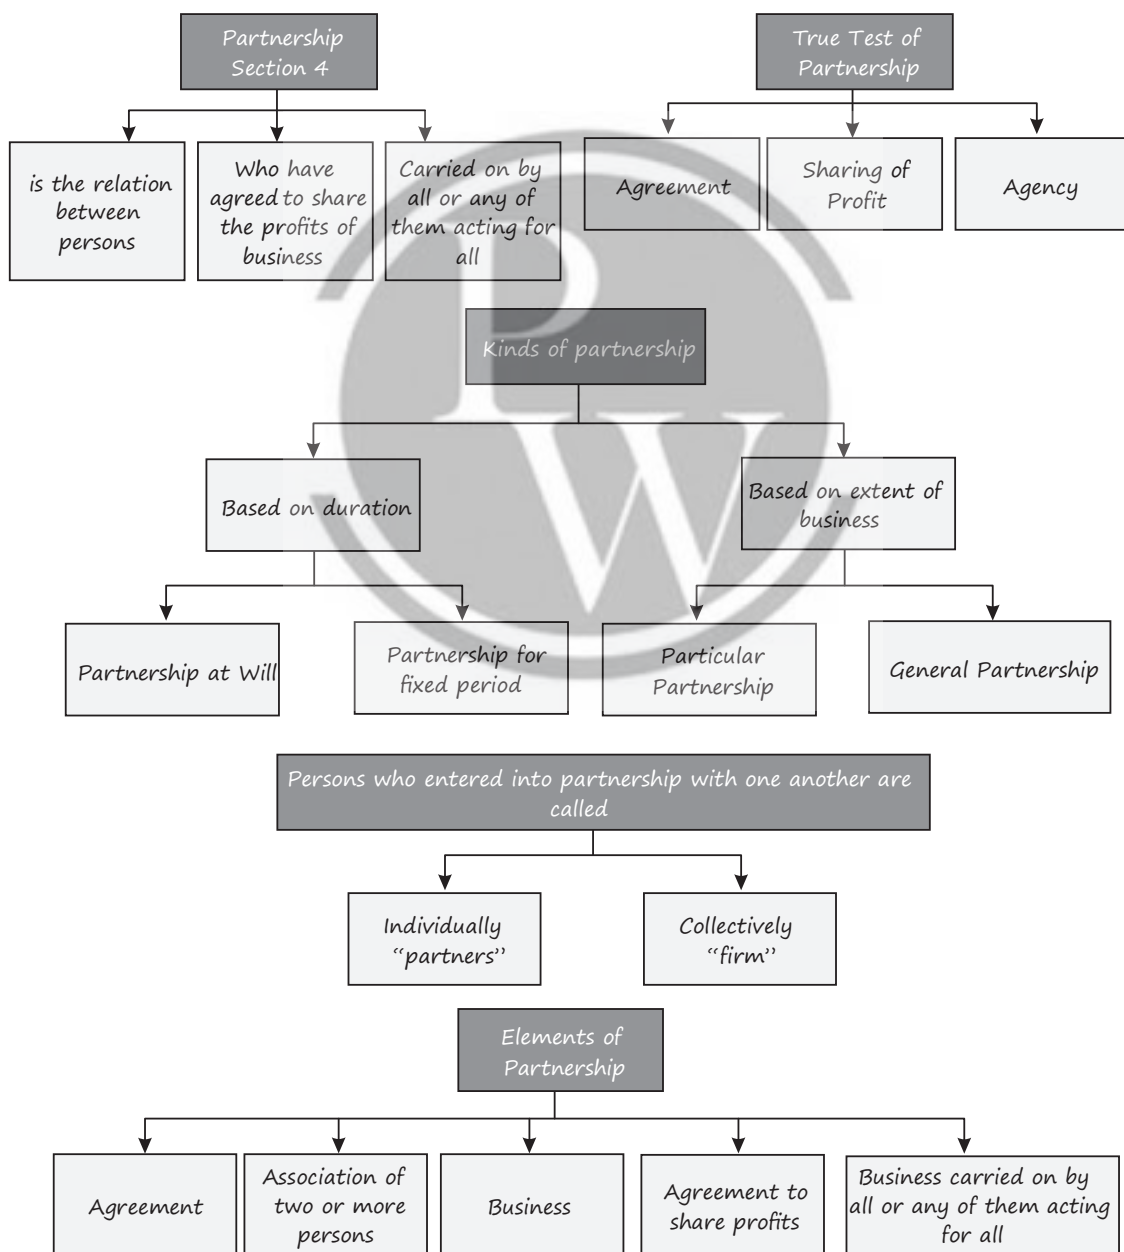 Partnership
Section 4
is the relation
between
persons
Who have
agreed to share
the profits of
business
Carried on by
all or any of
them acting for
all
True Test of
Partnership
Agreement
Sharing of
Profit
Agency
Kinds of partnership
Based on duration
Based on extent of
business
Partnership at Will
Partnership for
fixed period
Particular
Partnership
General Partnership
Persons who entered into partnership with one another are
called
Individually
“partners”
Collectively
“firm”
Elements of
Partnership
Agreement
Association of
two or more
persons
Business
Agreement to
share profits
Business carried on by
all or any of them acting
for all
PW